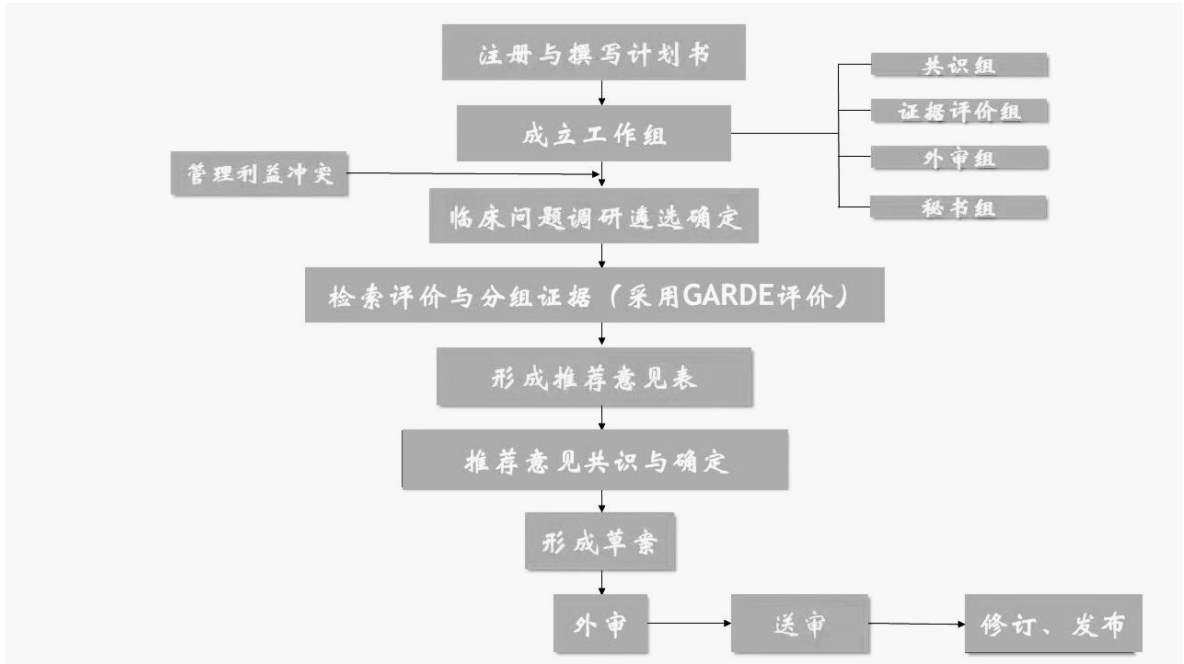 注册与撰写计划书
共识组
证据评价组
成立工作组
外审组
管理利益冲突
秘书组
临床问题调研遴选确定
检索评价与分组证据（采用GARDE评价）
形成推荐意见表
推荐意见共识与确定
形成草案
外审
送审
修订、发布